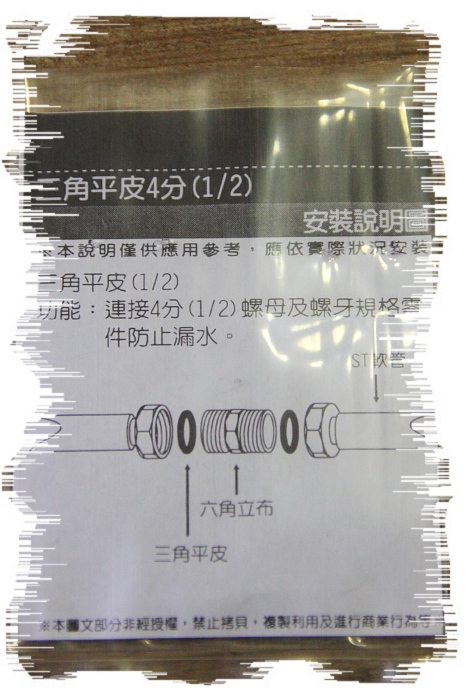 三角平皮4分(1/2)
安裝說明圖
※本說明僅供應用參考，應依實際狀況安裝
三角平皮(1/2)
功能：連接4分(1/2)螺母及螺牙規格零
件防止漏水。
ST軟管
六角立布
三角平皮
※本圖文部分非經授權，禁止拷貝，複製利用及進行商業行為等